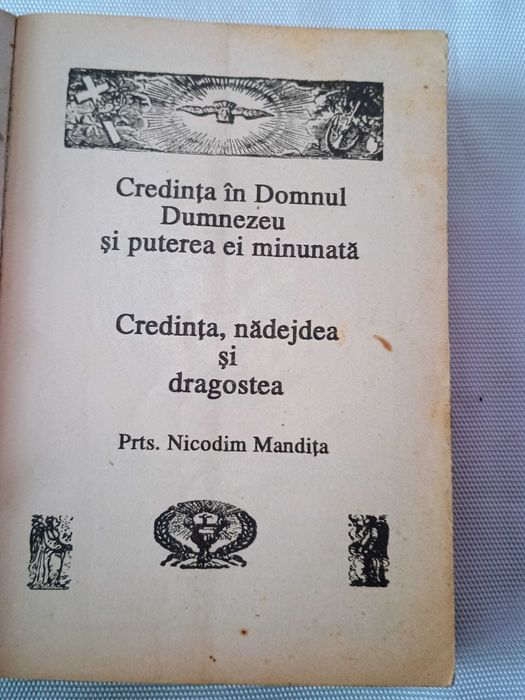 Credința în Domnul
Dumnezeu
și puterea ei minunată
Credința, nădejdea
și
dragostea
Prts. Nicodim Mandița